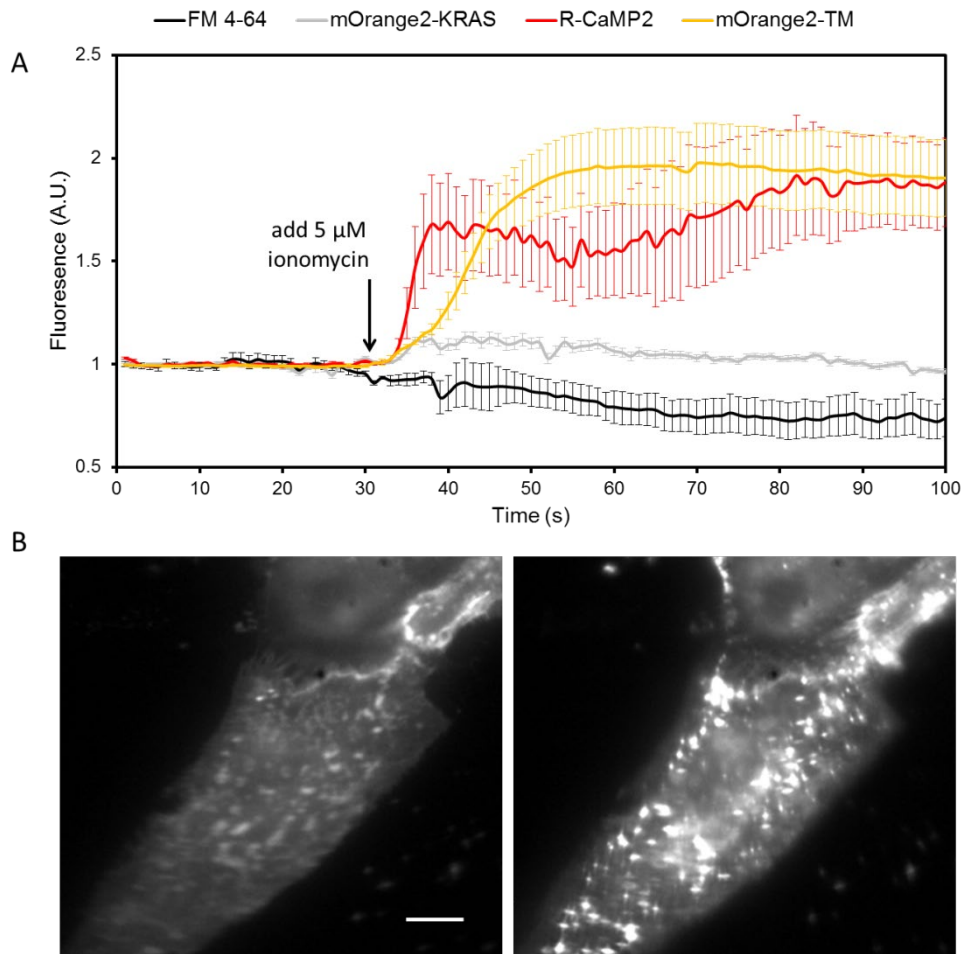 FM 4-64 mOrange2-KRAS R-CaMP2 mOrange2-TM
A
2.5
2
1.5
1
0.5
Fluoresence (A.U.)
add 5 µM
ionomycin
0 10 20 30 40 50 60 70 80 90 100
Time (s)
B